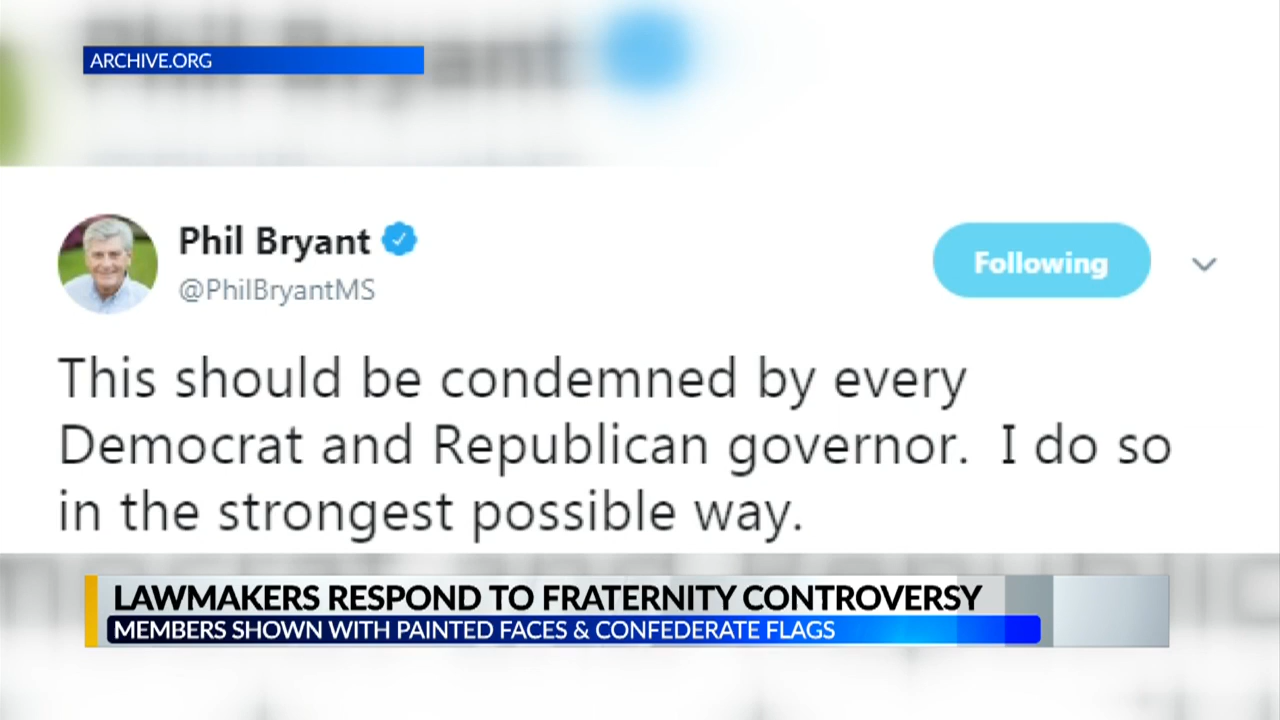 ARCHIVE.ORG
Phil Bryant
@PhilBryantMS
Following
This should be condemned by every
Democrat and Republican governor. I do so
in the strongest possible way.
LAWMAKERS RESPOND TO FRATERNITY CONTROVERSY
MEMBERS SHOWN WITH PAINTED FACES & CONFEDERATE FLAGS